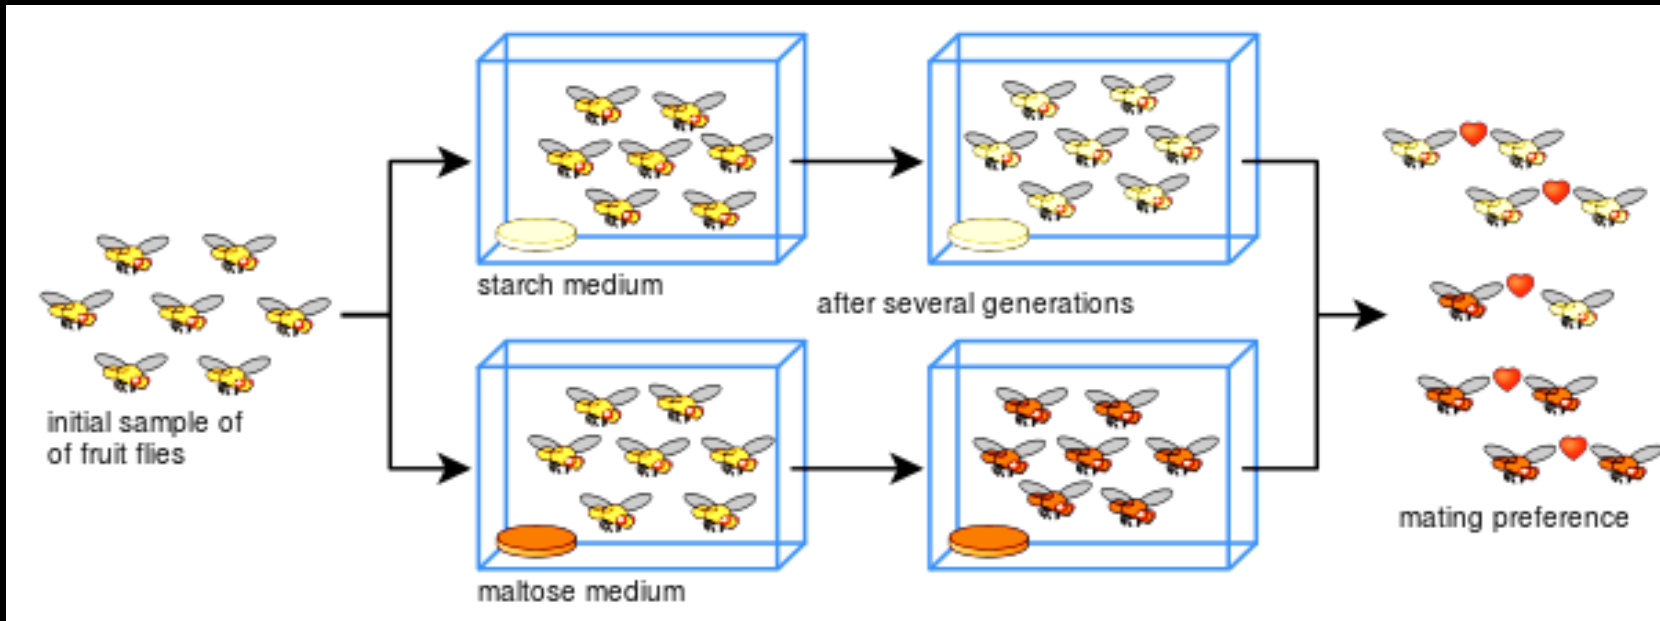 initial sample of
of fruit flies
starch medium
maltose medium
after several generations
mating preference